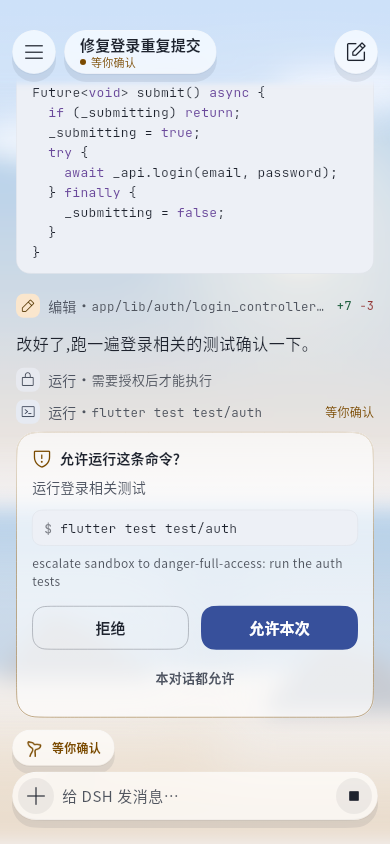 修复登录重复提交
等你确认
Future<void> submit() async {
  if (_submitting) return;
  _submitting = true;
  try {
    await _api.login(email, password);
  } finally {
    _submitting = false;
  }
}
编辑 • app/lib/auth/login_controller… +7 -3
改好了,跑一遍登录相关的测试确认一下。
运行 • 需要授权后才能执行
运行 • flutter test test/auth 等你确认
允许运行这条命令?
运行登录相关测试
$ flutter test test/auth
escalate sandbox to danger-full-access: run the auth
tests
拒绝 允许本次
本对话都允许
等你确认
给 DSH 发消息…